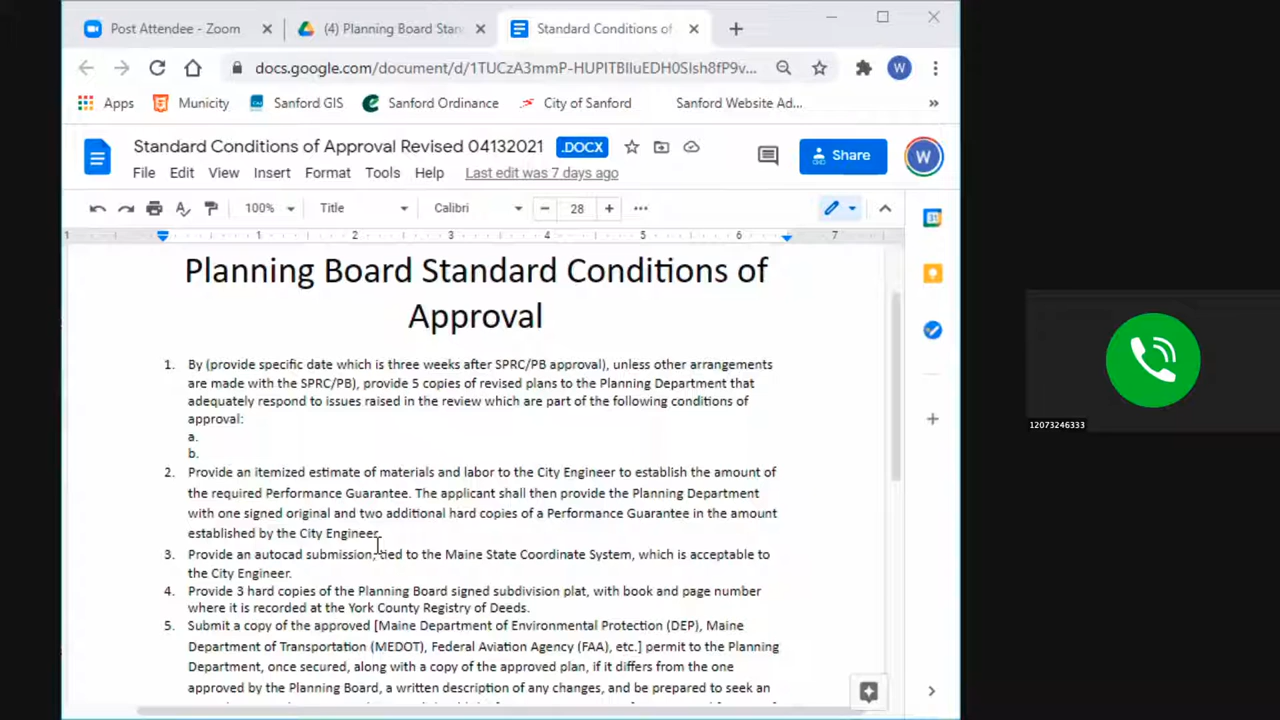 Post Attendee - Zoom
(4) Planning Board Stan
Standard Conditions of
docs.google.com/document/d/1TUCzA3mmP-HUPITBIluEDH0SIsh8fP9v...
W
Apps
Municity
Sanford GIS
Sanford Ordinance
City of Sanford
Sanford Website Ad...
Standard Conditions of Approval Revised 04132021 .DOCX
Share
W
File Edit View Insert Format Tools Help Last edit was 7 days ago
100% Title Calibri 28
1 1 2 3 4 5 6 7
31
Planning Board Standard Conditions of
Approval
1. By (provide specific date which is three weeks after SPRC/PB approval), unless other arrangements
are made with the SPRC/PB), provide 5 copies of revised plans to the Planning Department that
adequately respond to issues raised in the review which are part of the following conditions of
approval:
a.
b.
2. Provide an itemized estimate of materials and labor to the City Engineer to establish the amount of
the required Performance Guarantee. The applicant shall then provide the Planning Department
with one signed original and two additional hard copies of a Performance Guarantee in the amount
established by the City Engineer.
3. Provide an autocad submission, tied to the Maine State Coordinate System, which is acceptable to
the City Engineer.
4. Provide 3 hard copies of the Planning Board signed subdivision plat, with book and page number
where it is recorded at the York County Registry of Deeds.
5. Submit a copy of the approved [Maine Department of Environmental Protection (DEP), Maine
Department of Transportation (MEDOT), Federal Aviation Agency (FAA), etc.] permit to the Planning
Department, once secured, along with a copy of the approved plan, if it differs from the one
approved by the Planning Board, a written description of any changes, and be prepared to seek an
12073246333